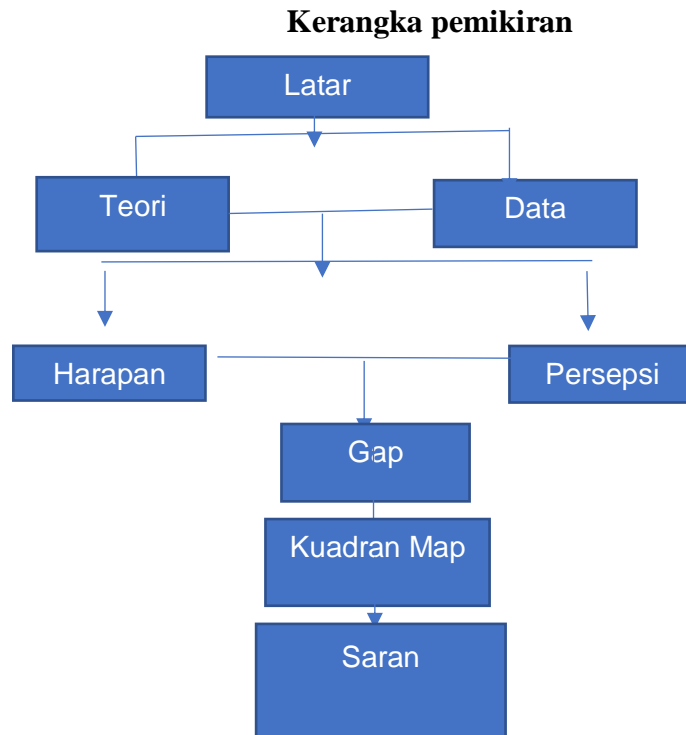 Kerangka pemikiran
Latar
Teori
Data
Harapan
Persepsi
Gap
Kuadran Map
Saran